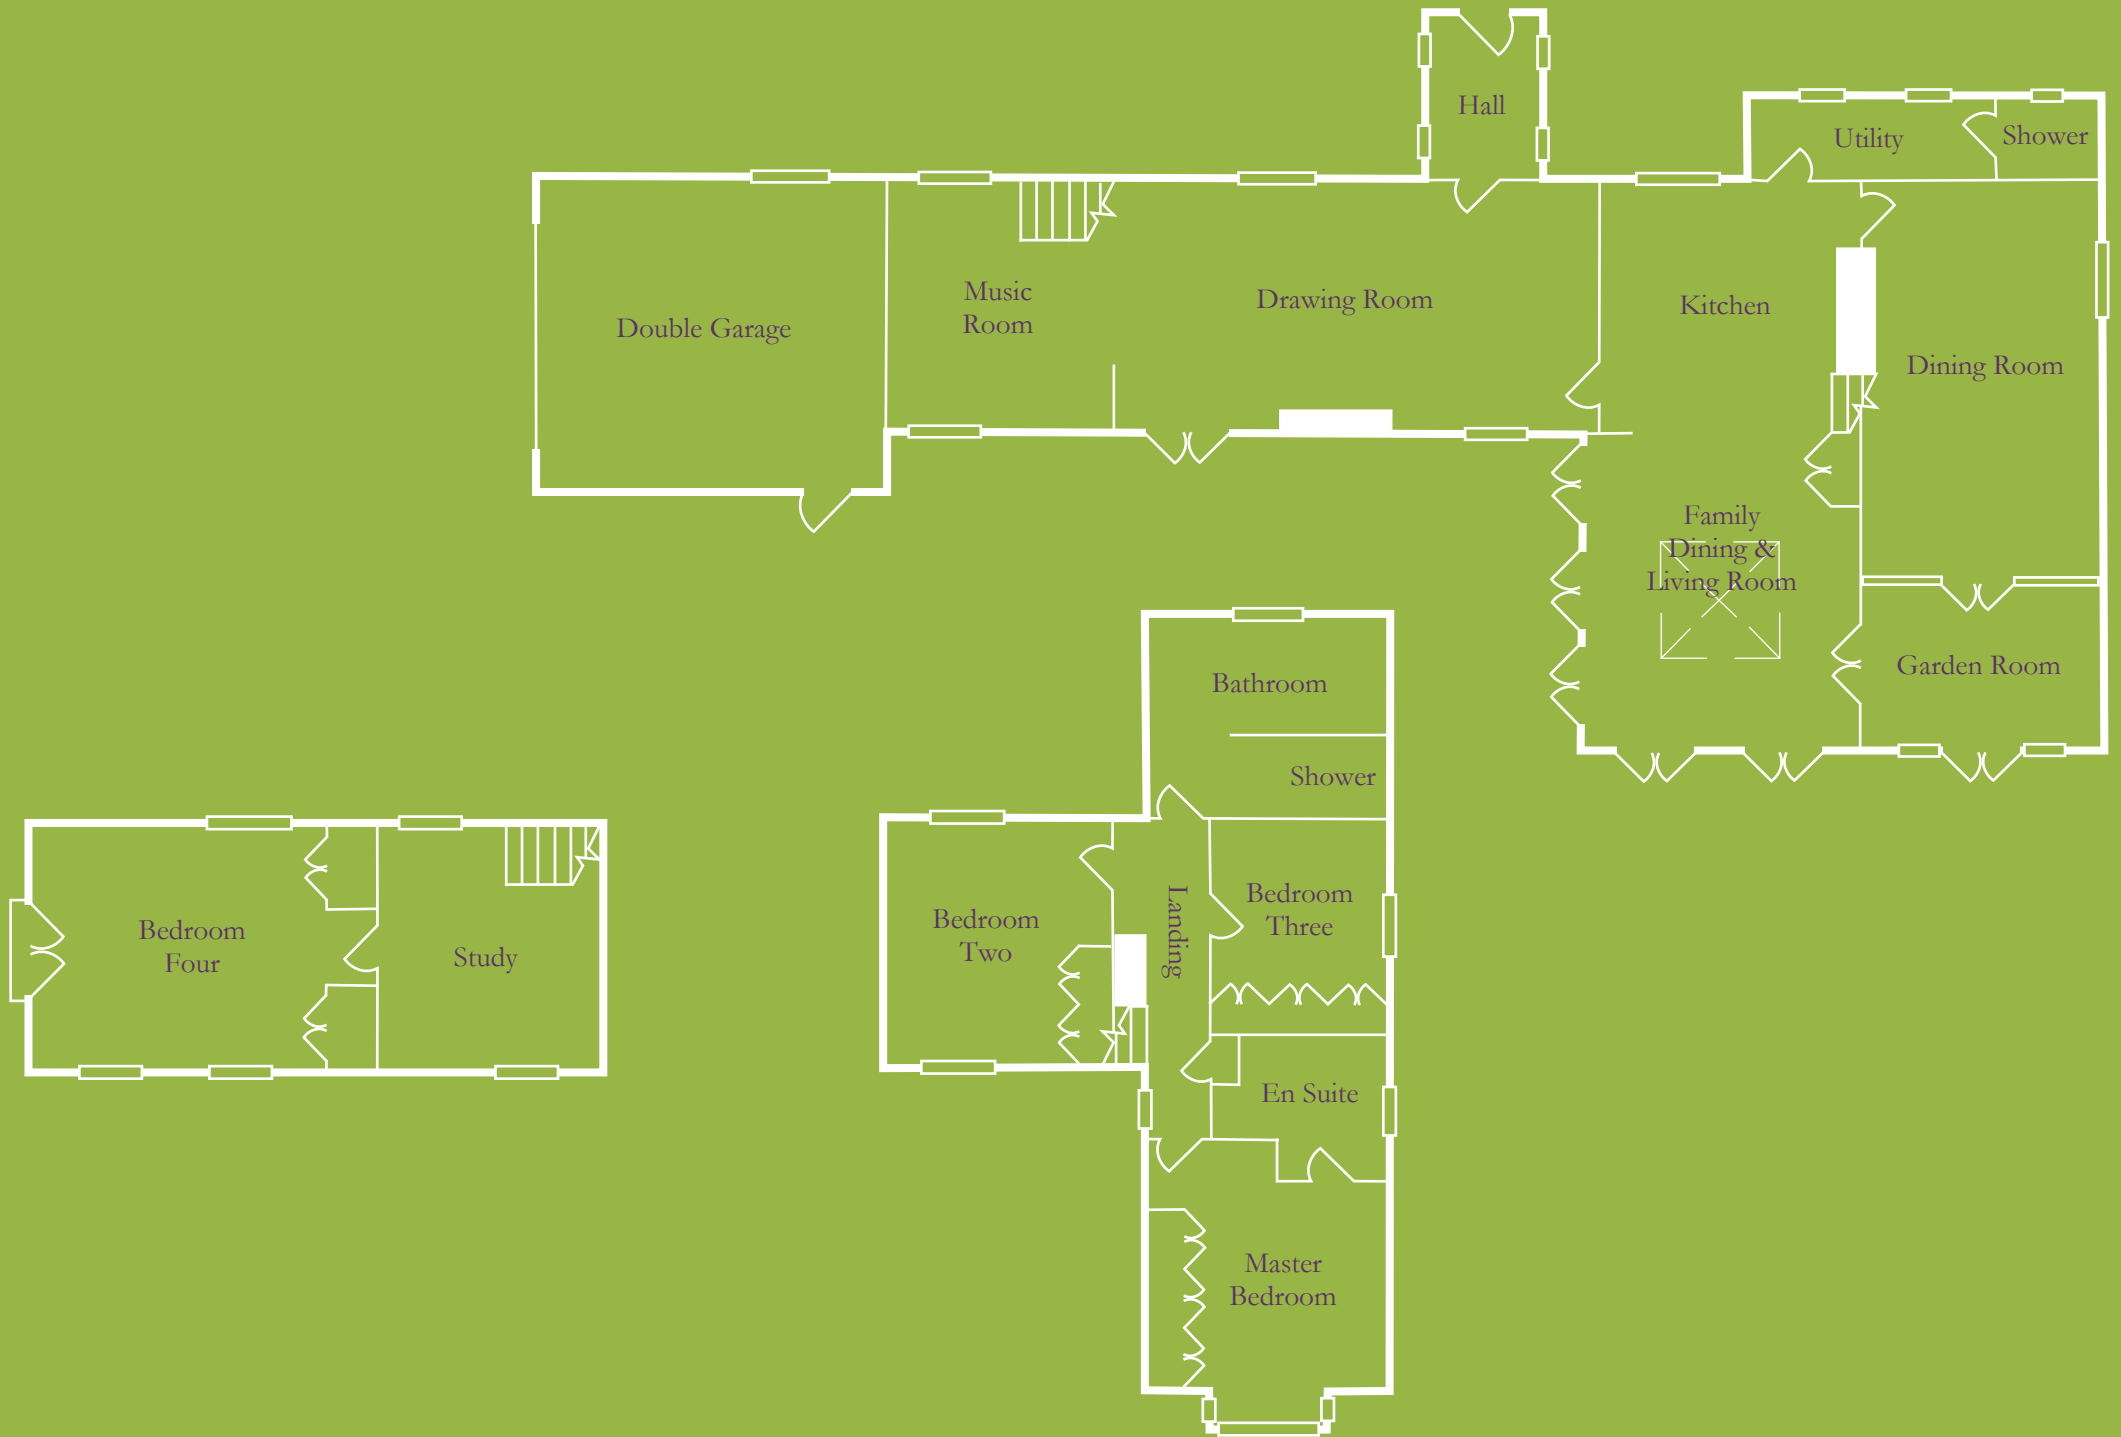 Hall
Utility
Shower
Music
Room
Drawing Room
Kitchen
Double Garage
Dining Room
Family
Dining &
Living Room
Garden Room
Bathroom
Shower
Bedroom
Four
Study
Bedroom
Two
Landing
Bedroom
Three
En Suite
Master
Bedroom